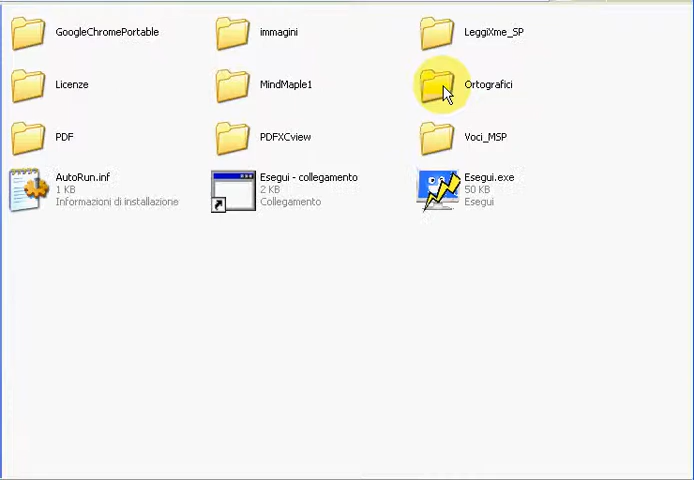 GoogleChromePortable
immagini
LeggiXme_SP
Licenze
MindMaple1
Ortografici
PDF
PDFXCview
Voci_MSP
AutoRun.inf
1 KB
Informazioni di installazione
Esegui - collegamento
2 KB
Collegamento
Esegui.exe
50 KB
Esegui